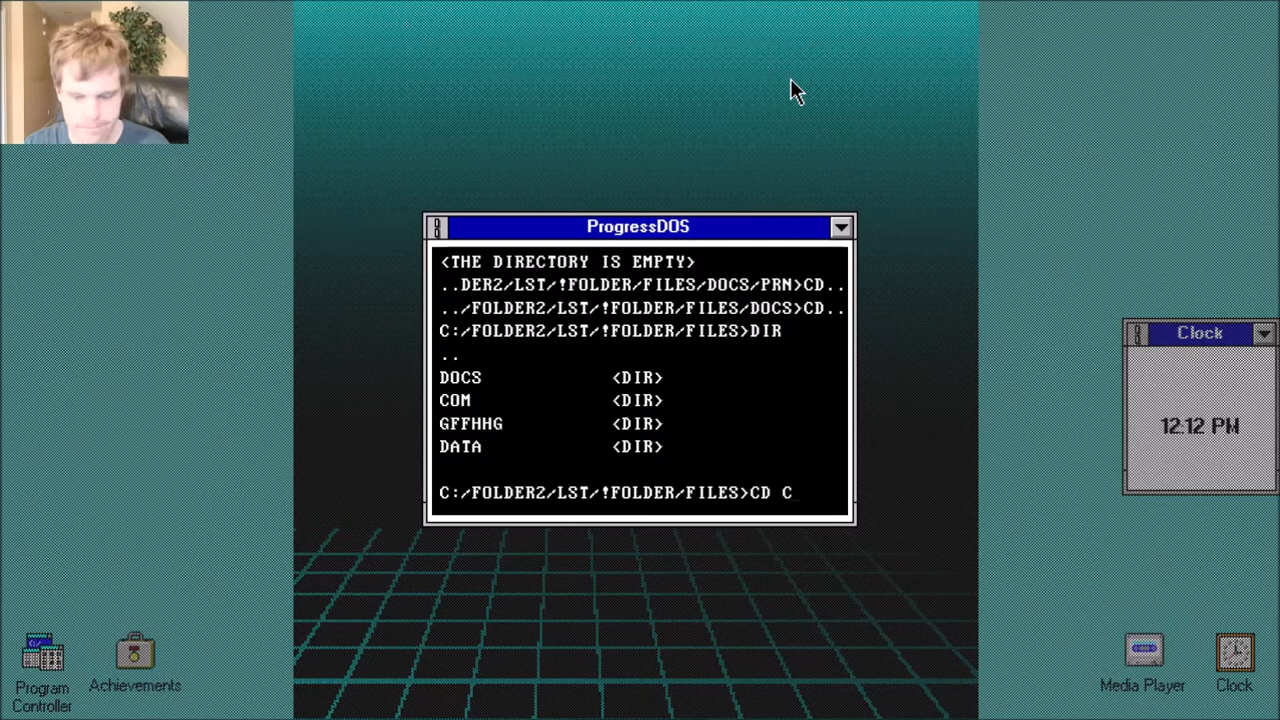 ProgressDOS
<THE DIRECTORY IS EMPTY>
..DER2/LST/!FOLDER/FILES/DOCS/PRN>CD..
../FOLDER2/LST/!FOLDER/FILES/DOCS>CD..
C:/FOLDER2/LST/!FOLDER/FILES>DIR
..
DOCS <DIR>
COM <DIR>
GFFHHG <DIR>
DATA <DIR>
C:/FOLDER2/LST/!FOLDER/FILES>CD C_
Clock
12:12 PM
Program
Controller
Achievements
Media Player
Clock